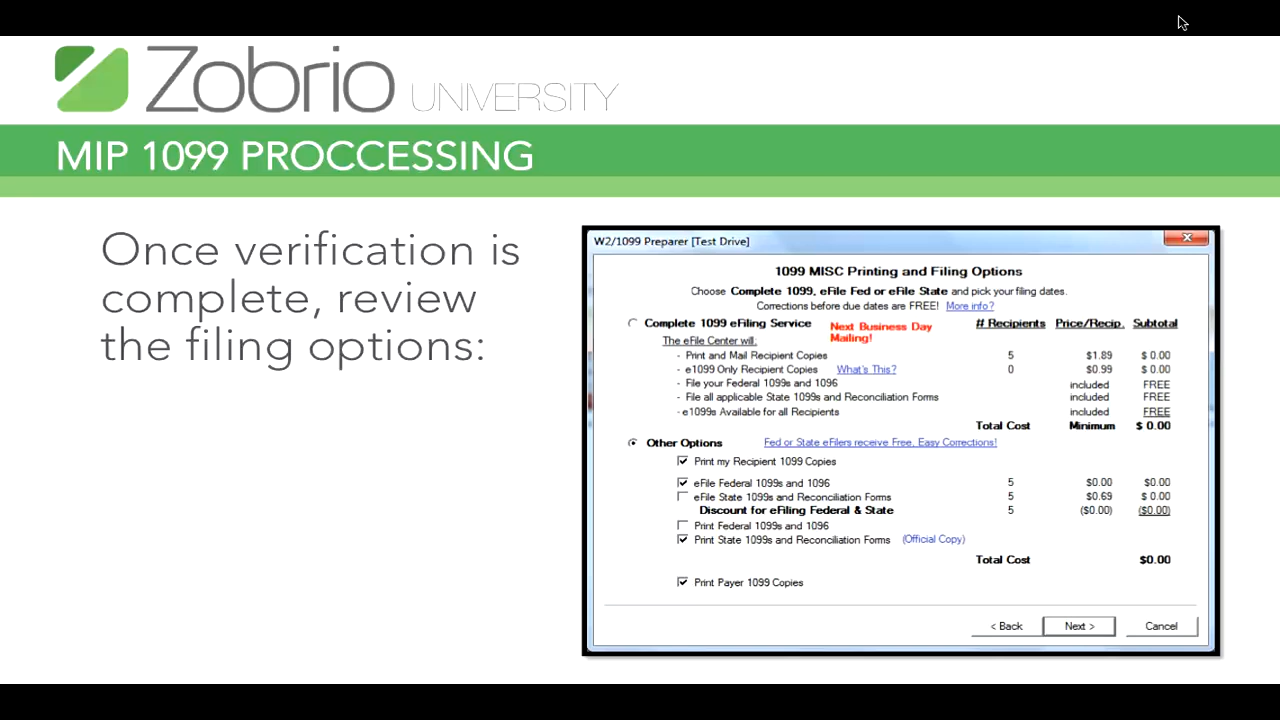 Zobrio UNIVERSITY
MIP 1099 PROCCESSING
Once verification is
complete, review
the filing options:
W2/1099 Preparer [Test Drive]
1099 MISC Printing and Filing Options
Choose Complete 1099, eFile Fed or eFile State and pick your filing dates.
Corrections before due dates are FREE! More info?
Complete 1099 eFiling Service Next Business Day Mailing! # Recipients Price/Recip. Subtotal
The eFile Center will:
- Print and Mail Recipient Copies 5 $1.89 $ 0.00
- e1099 Only Recipient Copies What's This? 0 $0.99 $ 0.00
- File your Federal 1099s and 1096 included FREE
- File all applicable State 1099s and Reconciliation Forms included FREE
- e1099s Available for all Recipients included FREE
Total Cost Minimum $ 0.00
Other Options Fed or State eFilers receive Free, Easy Corrections!
Print my Recipient 1099 Copies
eFile Federal 1099s and 1096 5 $0.00 $0.00
eFile State 1099s and Reconciliation Forms 5 $0.69 $ 0.00
Discount for eFiling Federal & State 5 ($0.00) ($0.00)
Print Federal 1099s and 1096
Print State 1099s and Reconciliation Forms (Official Copy)
Total Cost $0.00
Print Payer 1099 Copies
< Back Next > Cancel